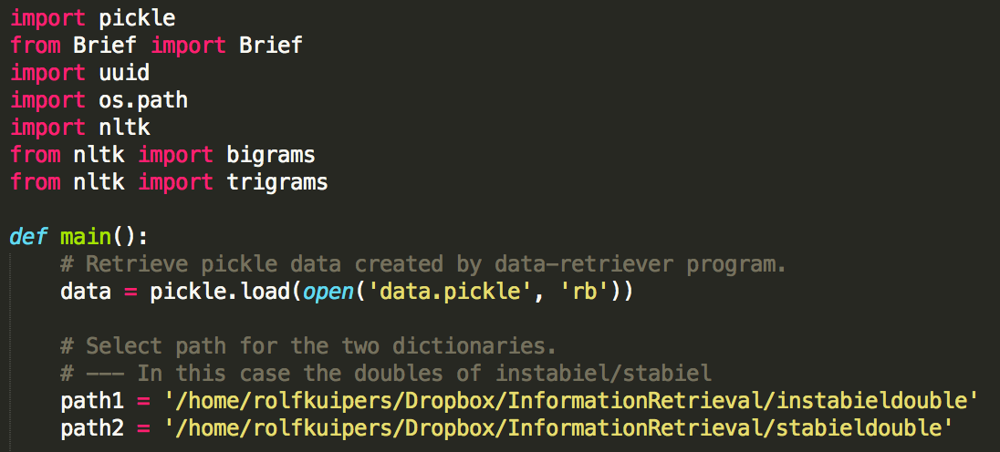 import pickle
from Brief import Brief
import uuid
import os.path
import nltk
from nltk import bigrams
from nltk import trigrams
def main():
# Retrieve pickle data created by data-retriever program.
data = pickle.load(open('data.pickle', 'rb'))
# Select path for the two dictionaries.
# --- In this case the doubles of instabiel/stabiel
path1 = '/home/rolfkuipers/Dropbox/InformationRetrieval/instabieldouble'
path2 = '/home/rolfkuipers/Dropbox/InformationRetrieval/stabieldouble'